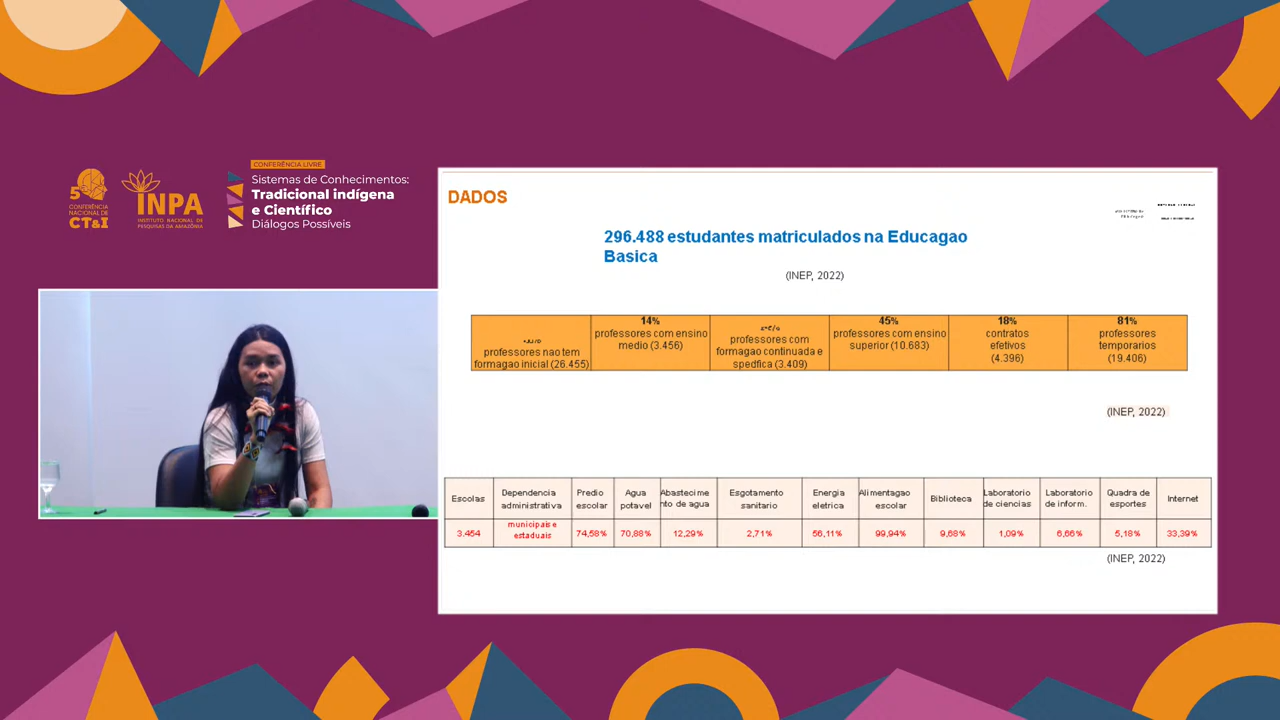 CONFERÊNCIA LIVRE
5
CONFERÊNCIA
NACIONAL DE
CT&I
INPA
INSTITUTO NACIONAL DE
PESQUISAS DA AMAZÔNIA
Sistemas de Conhecimentos:
Tradicional indígena
e Científico
Diálogos Possíveis
DADOS
296.488 estudantes matriculados na Educagao
Basica
(INEP, 2022)
professores nao tem
formagao inicial (26.455)
14%
professores com ensino
medio (3.456)
professores com
formagao continuada e
spedfica (3.409)
45%
professores com ensino
superior (10.683)
18%
contratos
efetivos
(4.396)
81%
professores
temporarios
(19.406)
(INEP, 2022)
Escolas
Dependencia
administrativa
Predio
escolar
Agua
potavel
Abastecime
nto de agua
Esgotamento
sanitario
Energia
eletrica
Alimentagao
escolar
Biblioteca
Laboratorio
de ciencias
Laboratorio
de inform.
Quadra de
esportes
Internet
3.454
municipais e
estaduais
74,58%
70,88%
12,29%
2,71%
56,11%
99,94%
9,68%
1,09%
6,66%
5,18%
33,39%
(INEP, 2022)